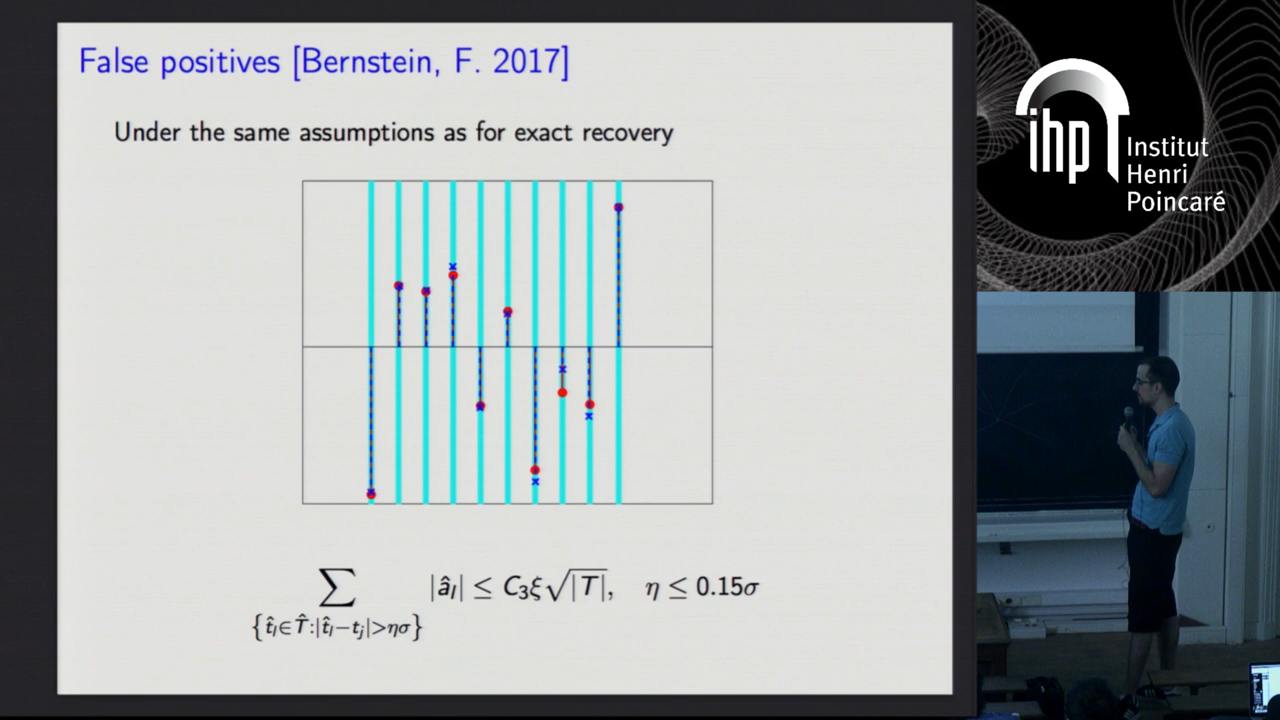 False positives [Bernstein, F. 2017]
Under the same assumptions as for exact recovery
∑ |âₗ| ≤ C₃ξ√|T|, η ≤ 0.15σ
{t̂ₗ∈T̂:|t̂ₗ−tⱼ|>ησ}
ihp
Institut
Henri
Poincaré